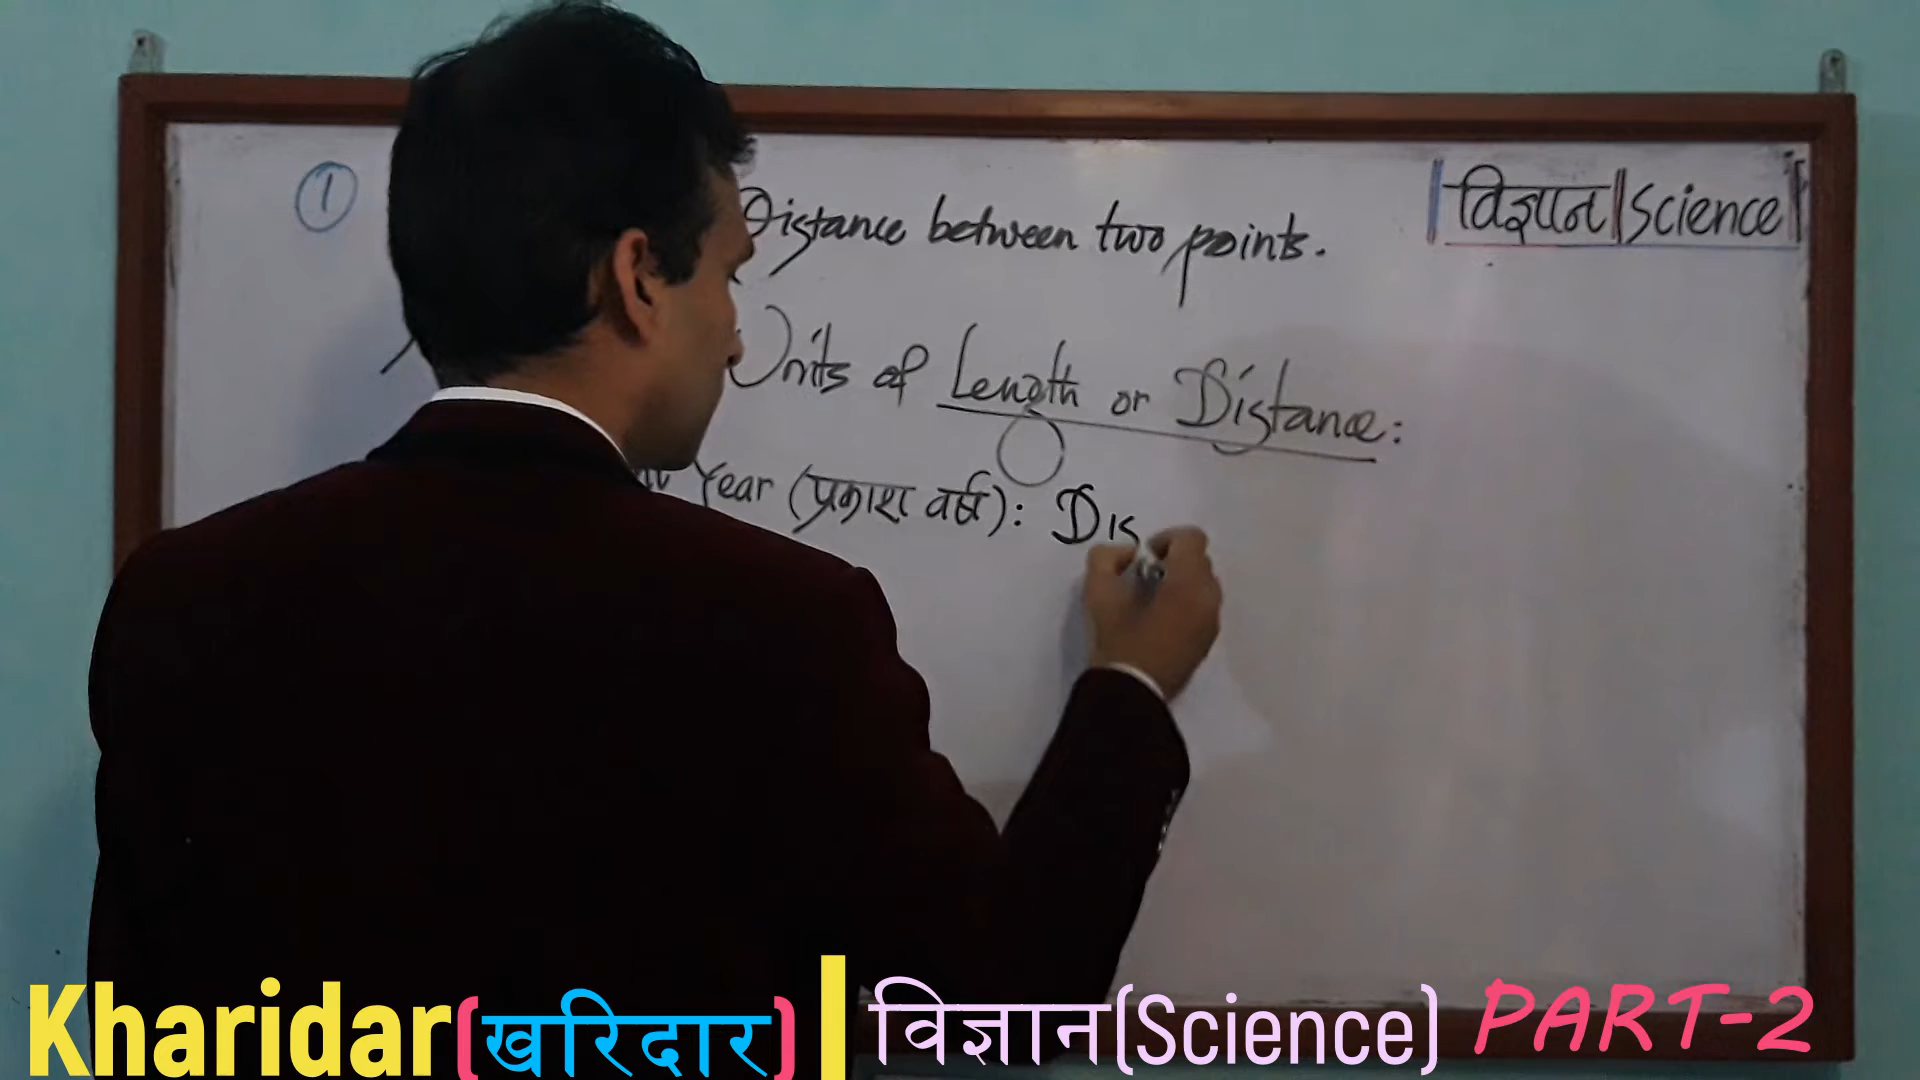 ① Distance between two points.
विज्ञान Science
Units of Length or Distance:
Year (प्रकाश वर्ष): Dis
Kharidar(खरिदार) | विज्ञान(Science) PART-2